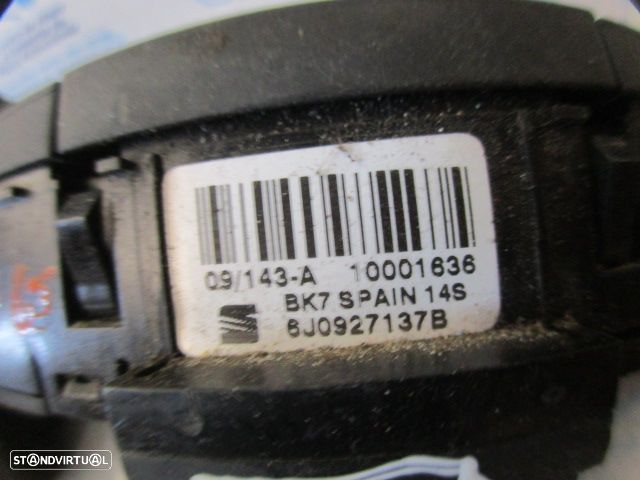 09/143-A 10001636
BK7 SPAIN 14S
6J0927137B
STANDVIRTUAL